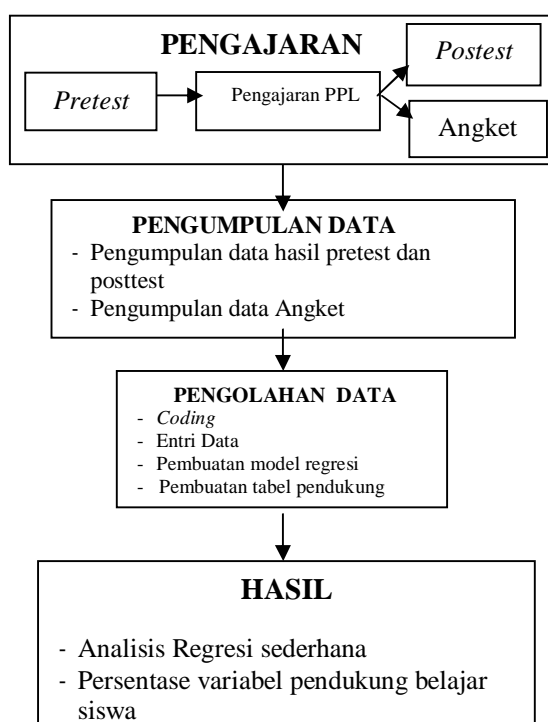 PENGAJARAN
Postest
Pretest
Pengajaran PPL
Angket
PENGUMPULAN DATA
- Pengumpulan data hasil pretest dan
posttest
- Pengumpulan data Angket
PENGOLAHAN DATA
- Coding
- Entri Data
- Pembuatan model regresi
- Pembuatan tabel pendukung
HASIL
- Analisis Regresi sederhana
- Persentase variabel pendukung belajar
siswa